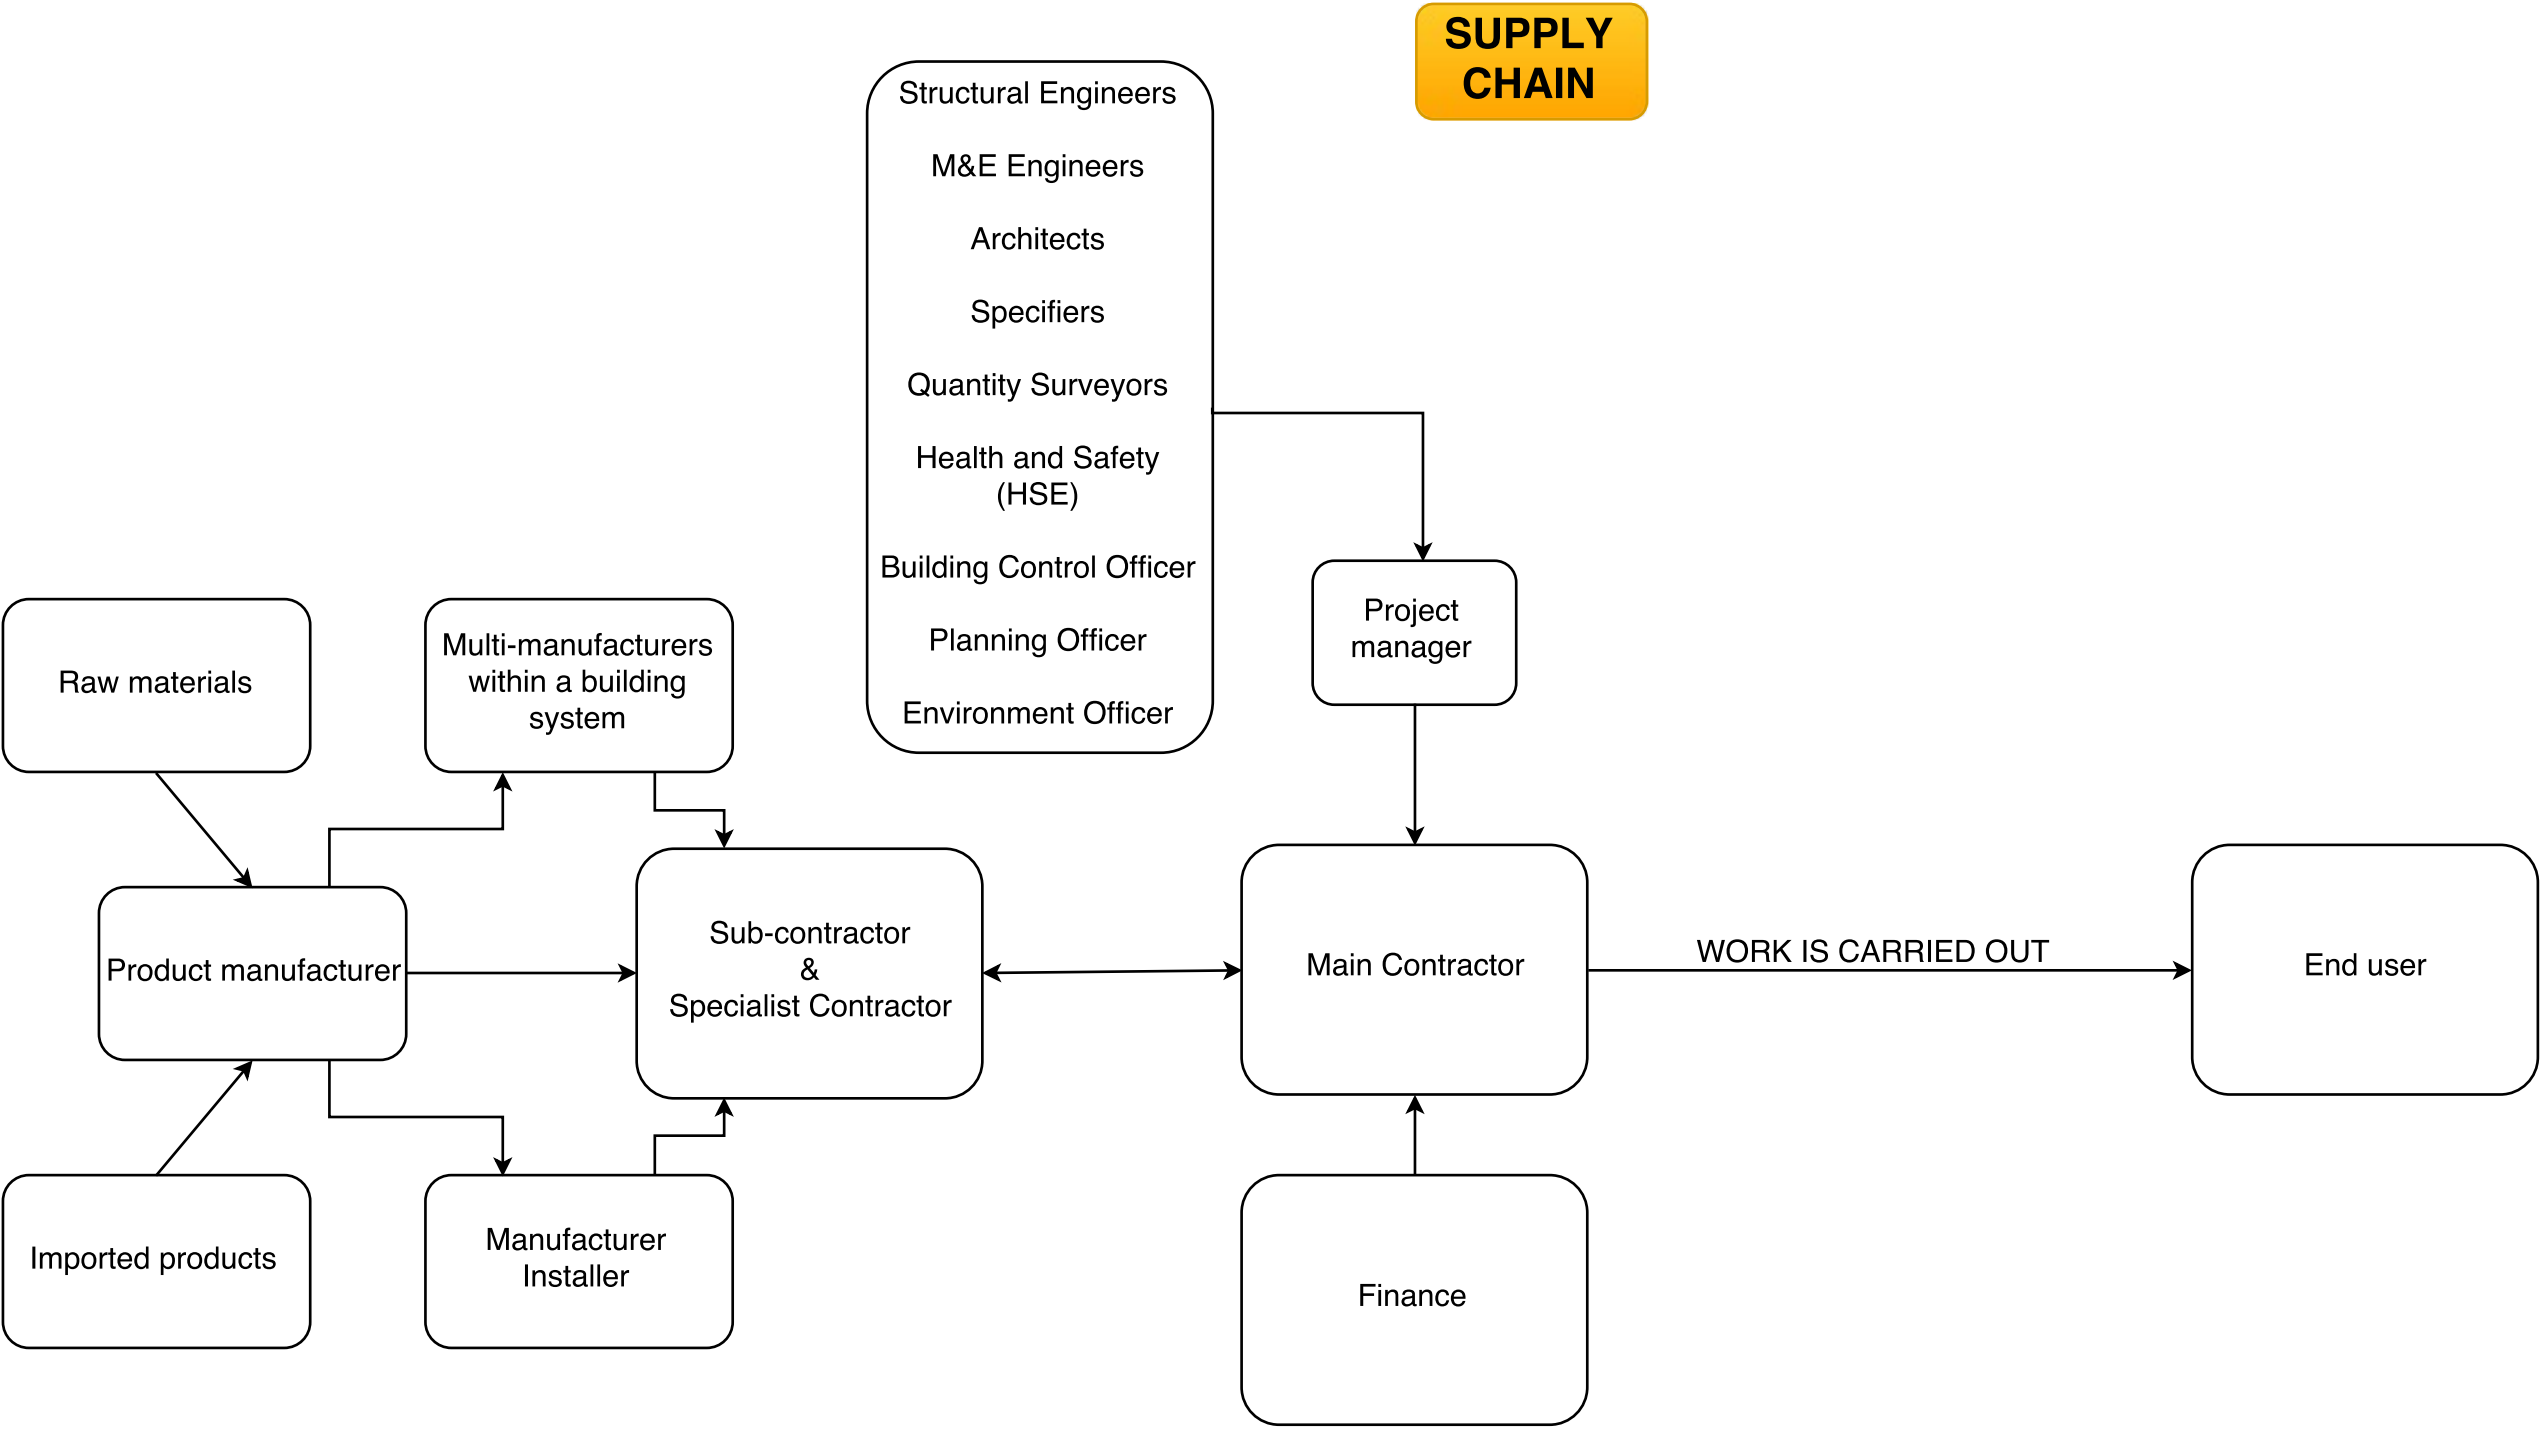 SUPPLY
CHAIN
Structural Engineers
M&E Engineers
Architects
Specifiers
Quantity Surveyors
Health and Safety
(HSE)
Building Control Officer
Planning Officer
Environment Officer
Project
manager
Raw materials
Multi-manufacturers
within a building
system
Product manufacturer
Sub-contractor
&
Specialist Contractor
Main Contractor
WORK IS CARRIED OUT
End user
Imported products
Manufacturer
Installer
Finance